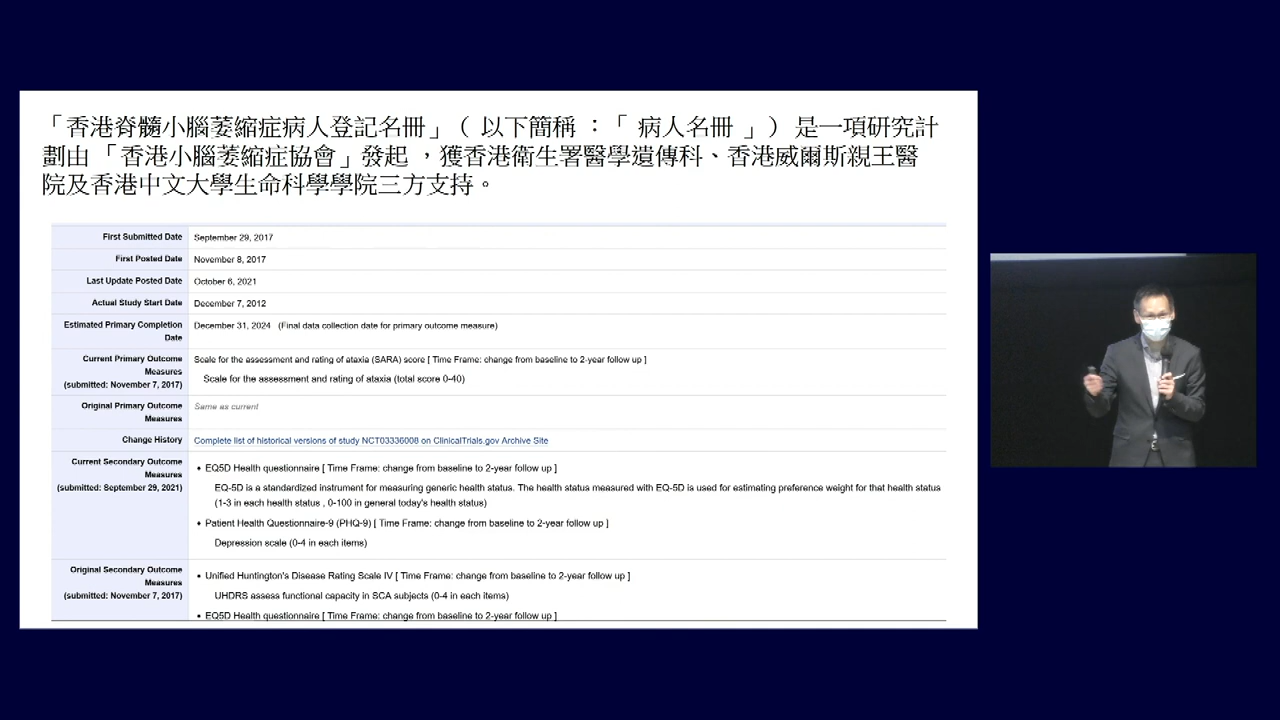 「香港脊髓小腦萎縮症病人登記名冊」（ 以下簡稱 ：「 病人名冊 」） 是一項研究計
劃由 「香港小腦萎縮症協會」發起 ，獲香港衛生署醫學遺傳科、香港威爾斯親王醫
院及香港中文大學生命科學學院三方支持。
First Submitted Date September 29, 2017
First Posted Date November 8, 2017
Last Update Posted Date October 6, 2021
Actual Study Start Date December 7, 2012
Estimated Primary Completion
Date
December 31, 2024 (Final data collection date for primary outcome measure)
Current Primary Outcome
Measures
(submitted: November 7, 2017)
Scale for the assessment and rating of ataxia (SARA) score [ Time Frame: change from baseline to 2-year follow up ]
Scale for the assessment and rating of ataxia (total score 0-40)
Original Primary Outcome
Measures
Same as current
Change History Complete list of historical versions of study NCT03336008 on ClinicalTrials.gov Archive Site
Current Secondary Outcome
Measures
(submitted: September 29, 2021)
• EQ5D Health questionnaire [ Time Frame: change from baseline to 2-year follow up ]
EQ-5D is a standardized instrument for measuring generic health status. The health status measured with EQ-5D is used for estimating preference weight for that health status
(1-3 in each health status , 0-100 in general today's health status)
• Patient Health Questionnaire-9 (PHQ-9) [ Time Frame: change from baseline to 2-year follow up ]
Depression scale (0-4 in each items)
Original Secondary Outcome
Measures
(submitted: November 7, 2017)
• Unified Huntington's Disease Rating Scale IV [ Time Frame: change from baseline to 2-year follow up ]
UHDRS assess functional capacity in SCA subjects (0-4 in each items)
• EQ5D Health questionnaire [ Time Frame: change from baseline to 2-year follow up ]